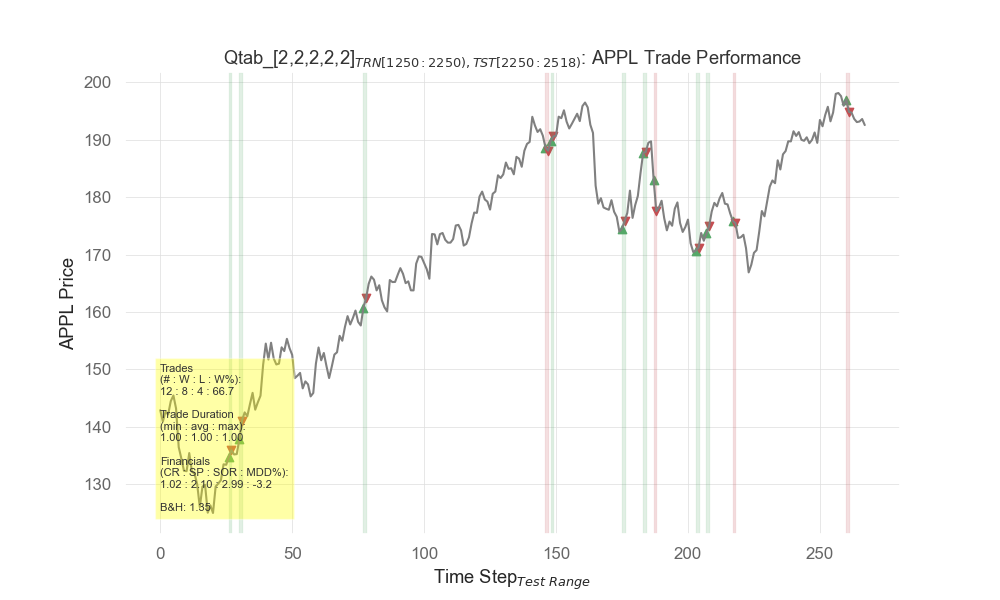 Qtab_[2,2,2,2,2]TRN[1250:2250),TST[2250:2518): APPL Trade Performance
200
190
180
170
160
150
140
130
APPL Price
Trades
(# : W : L : W%):
12 : 8 : 4 : 66.7
Trade Duration
(min : avg : max):
1.00 : 1.00 : 1.00
Financials
(CR : SP : SOR : MDD%):
1.02 : 2.10 : 2.99 : -3.2
B&H: 1.35
0 50 100 150 200 250
Time StepTest Range